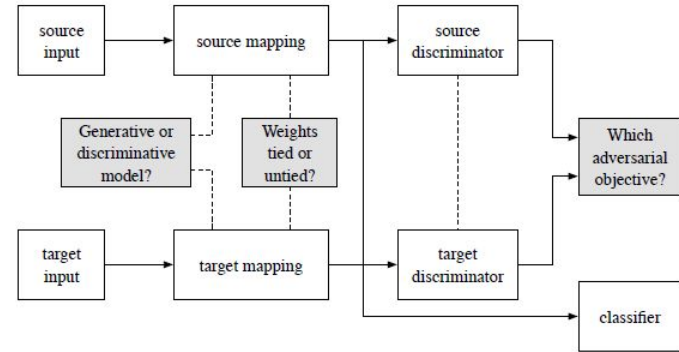 source
input
source mapping
source
discriminator
Generative or
discriminative
model?
Weights
tied or
untied?
Which
adversarial
objective?
target
input
target mapping
target
discriminator
classifier